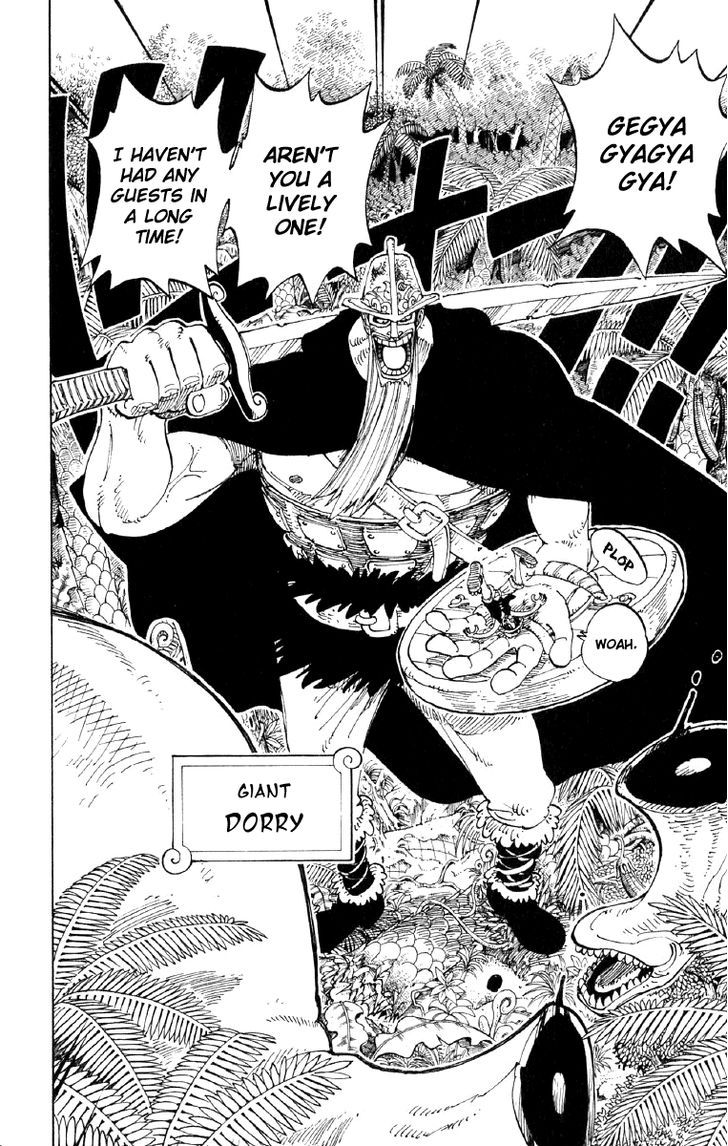 GEGYA
GYAGYA
GYA!
AREN'T
YOU A
LIVELY
ONE!
I HAVEN'T
HAD ANY
GUESTS IN
A LONG
TIME!
PLOP
WOAH.
GIANT
DORRY